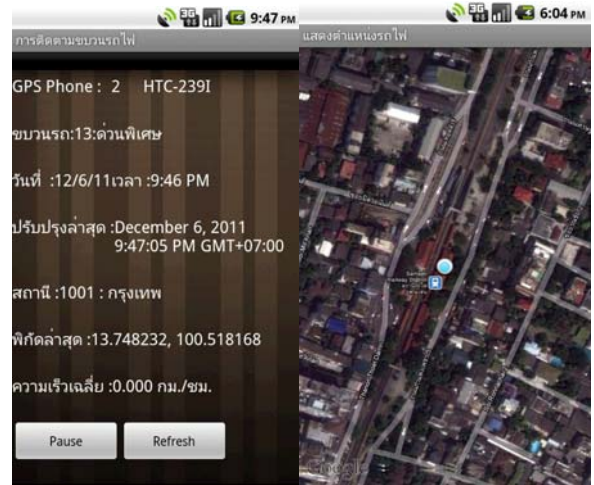 3G 9:47 PM
การติดตามขบวนรถไฟ
GPS Phone : 2 HTC-239I
ขบวนรถ:13:ด่วนพิเศษ
วันที่ :12/6/11เวลา :9:46 PM
ปรับปรุงล่าสุด :December 6, 2011
9:47:05 PM GMT+07:00
สถานี :1001 : กรุงเทพ
พิกัดล่าสุด :13.748232, 100.518168
ความเร็วเฉลี่ย :0.000 กม./ชม.
Pause Refresh
3G 6:04 PM
แสดงตำแหน่งรถไฟ
Samsen
Railway Station
Google